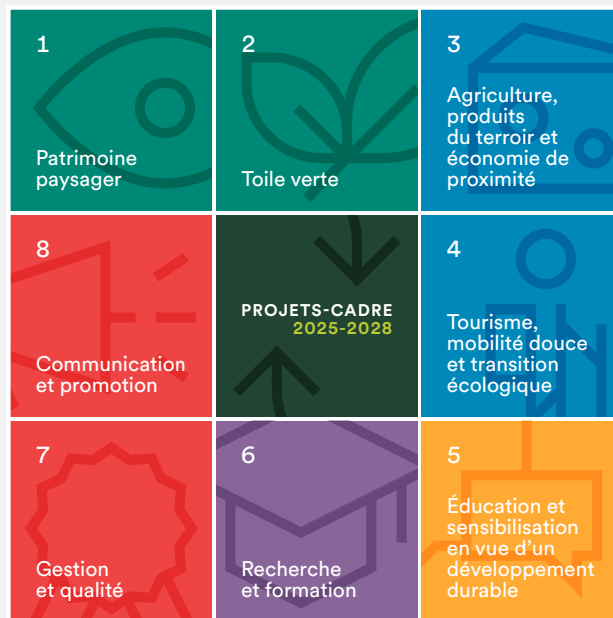 1
Patrimoine
paysager
2
Toile verte
3
Agriculture,
produits
du terroir et
économie de
proximité
8
Communication
et promotion
PROJETS-CADRE
2025-2028
4
Tourisme,
mobilité douce
et transition
écologique
7
Gestion
et qualité
6
Recherche
et formation
5
Éducation et
sensibilisation
en vue d'un
développement
durable